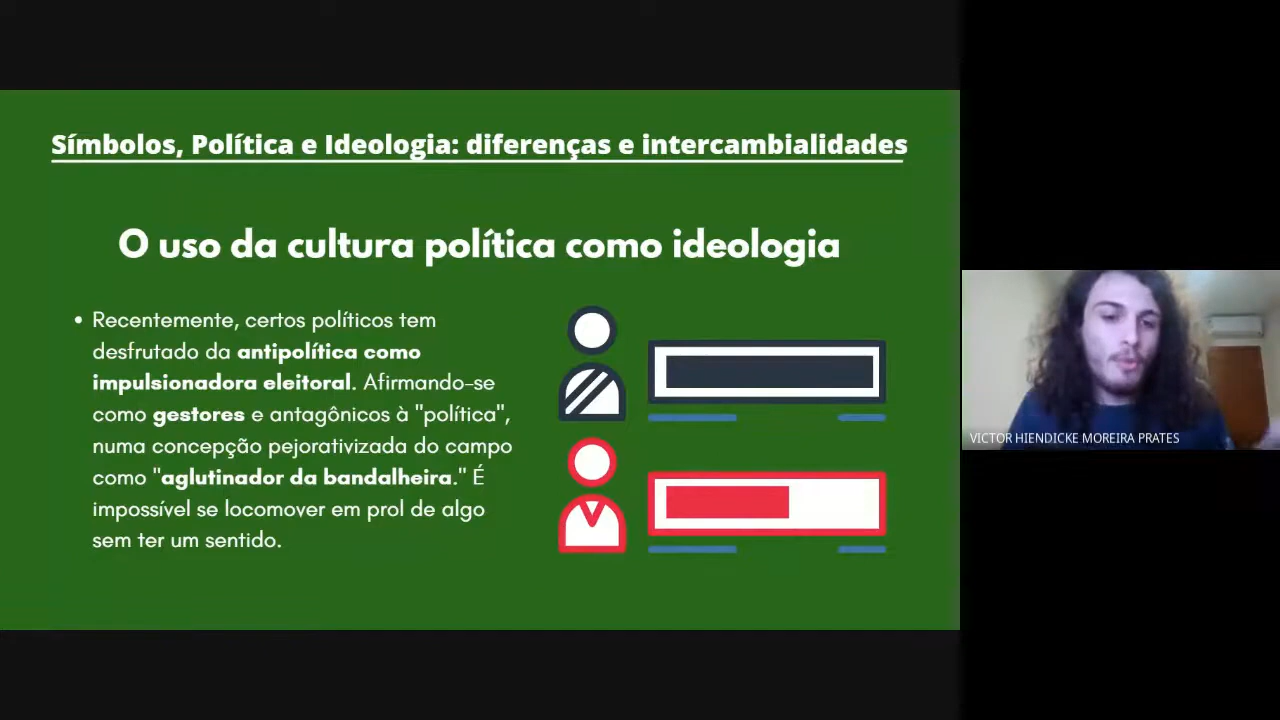 Símbolos, Política e Ideologia: diferenças e intercambialidades
O uso da cultura política como ideologia
• Recentemente, certos políticos tem
desfrutado da antipolítica como
impulsionadora eleitoral. Afirmando-se
como gestores e antagônicos à "política",
numa concepção pejorativizada do campo
como "aglutinador da bandalheira." É
impossível se locomover em prol de algo
sem ter um sentido.
VICTOR HIENDICKE MOREIRA PRATES